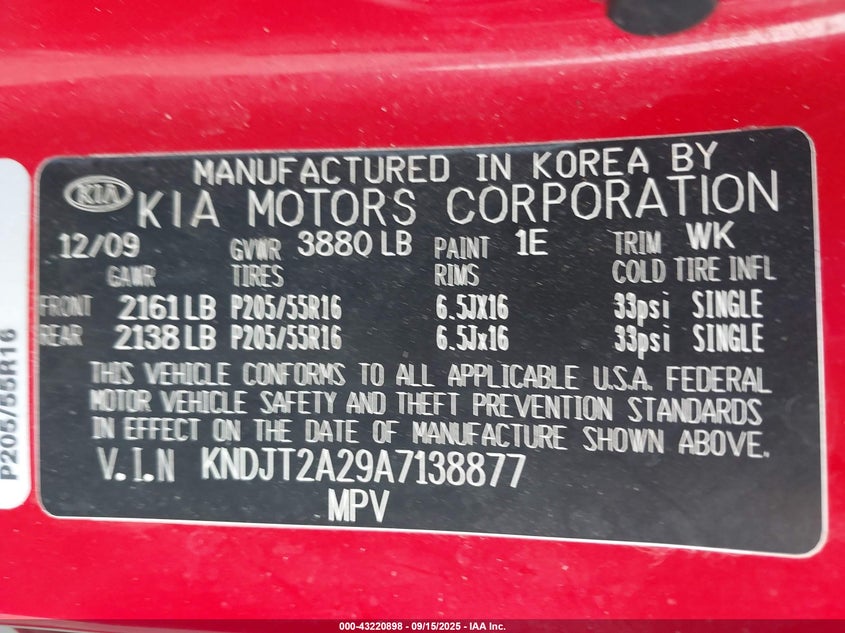 MANUFACTURED IN KOREA BY
KIA KIA MOTORS CORPORATION
12/09 GVWR 3880 LB PAINT 1E TRIM WK
GAWR TIRES RIMS COLD TIRE INFL
FRONT 2161 LB P205/55R16 6.5JX16 33psi SINGLE
REAR 2138 LB P205/55R16 6.5Jx16 33psi SINGLE
THIS VEHICLE CONFORMS TO ALL APPLICABLE U.S.A. FEDERAL
MOTOR VEHICLE SAFETY AND THEFT PREVENTION STANDARDS
IN EFFECT ON THE DATE OF MANUFACTURE SHOWN ABOVE.
V.I.N KNDJT2A29A7138877
MPV
P205/55R16
000-43220898 - 09/15/2025 - IAA Inc.